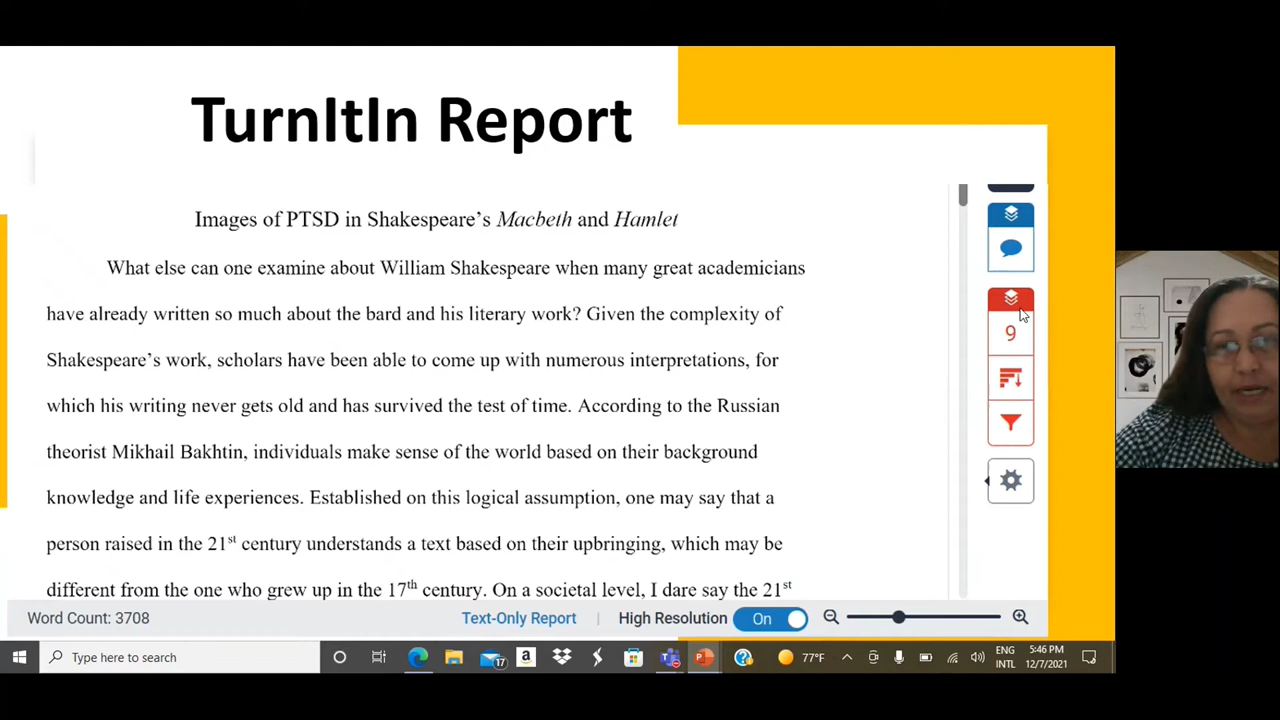 TurnItIn Report
Images of PTSD in Shakespeare's Macbeth and Hamlet
What else can one examine about William Shakespeare when many great academicians
have already written so much about the bard and his literary work? Given the complexity of
Shakespeare's work, scholars have been able to come up with numerous interpretations, for
which his writing never gets old and has survived the test of time. According to the Russian
theorist Mikhail Bakhtin, individuals make sense of the world based on their background
knowledge and life experiences. Established on this logical assumption, one may say that a
person raised in the 21st century understands a text based on their upbringing, which may be
different from the one who grew up in the 17th century. On a societal level, I dare say the 21st
9
Word Count: 3708
Text-Only Report
High Resolution
On
Type here to search
17
77°F
ENG
INTL
5:46 PM
12/7/2021